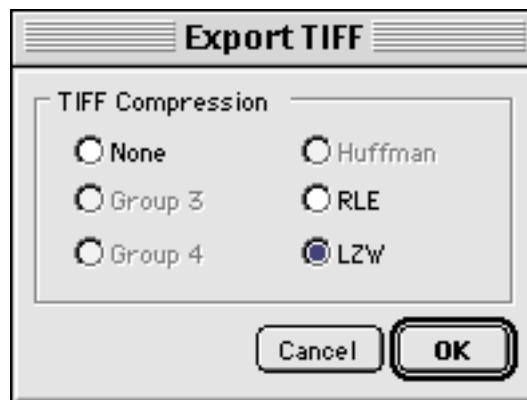 Export TIFF
TIFF Compression
None
Huffman
Group 3
RLE
Group 4
LZW
Cancel
OK